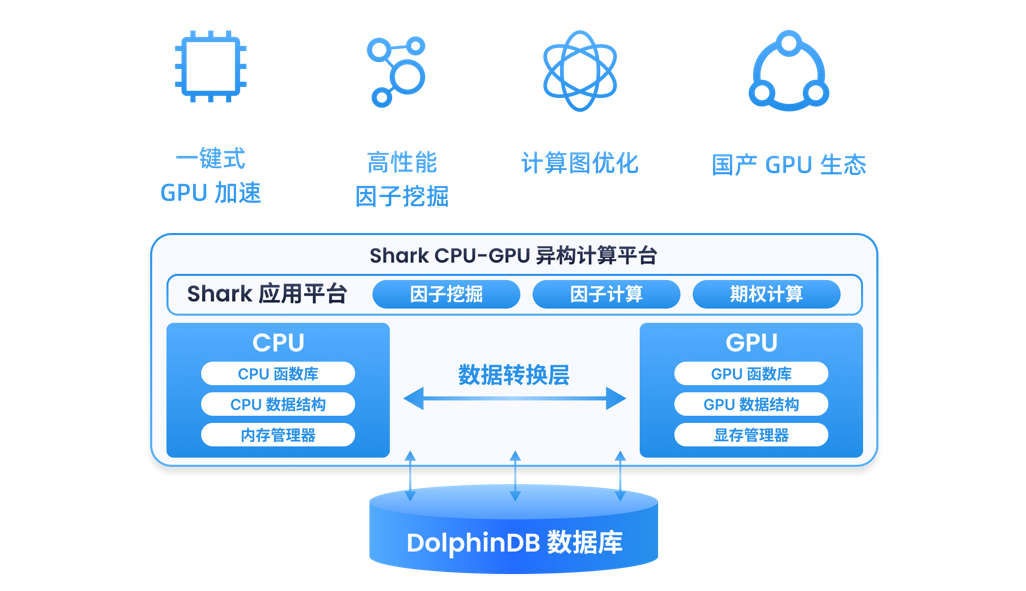 一键式
GPU 加速
高性能
因子挖掘
计算图优化
国产 GPU 生态
Shark CPU-GPU 异构计算平台
Shark 应用平台
因子挖掘
因子计算
期权计算
CPU
CPU 函数库
CPU 数据结构
内存管理器
数据转换层
GPU
GPU 函数库
GPU 数据结构
显存管理器
DolphinDB 数据库